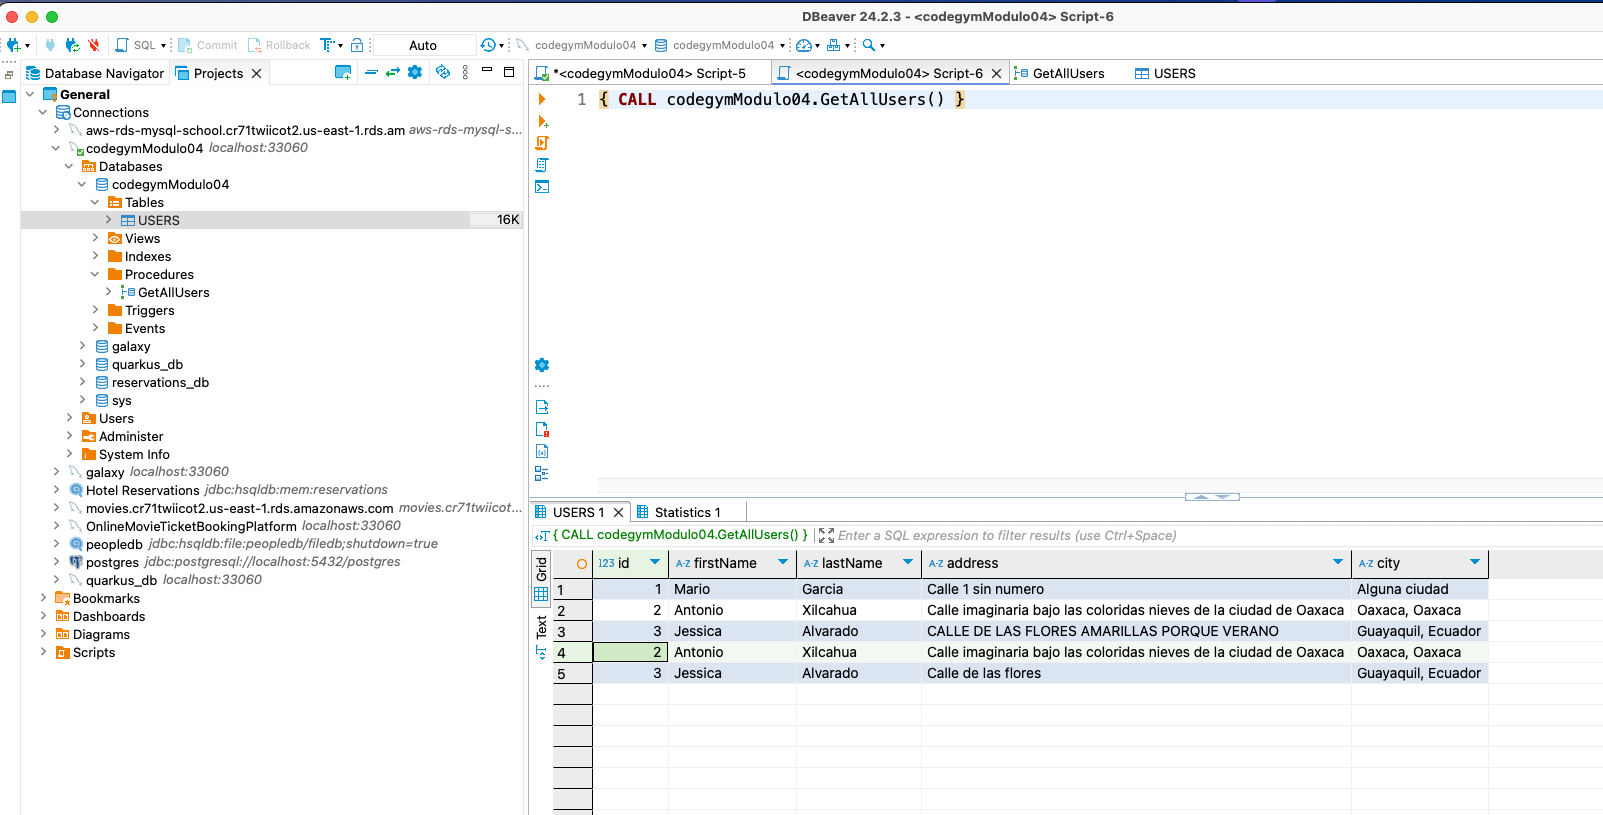 DBeaver 24.2.3 - <codegymModulo04> Script-6
SQL Commit Rollback T Auto codegymModulo04 codegymModulo04
Database Navigator Projects
*<codegymModulo04> Script-5 <codegymModulo04> Script-6 GetAllUsers USERS
General
Connections
aws-rds-mysql-school.cr71twiicot2.us-east-1.rds.am aws-rds-mysql-s...
codegymModulo04 localhost:33060
Databases
codegymModulo04
Tables
USERS 16K
Views
Indexes
Procedures
GetAllUsers
Triggers
Events
galaxy
quarkus_db
reservations_db
sys
Users
Administer
System Info
galaxy localhost:33060
Hotel Reservations jdbc:hsqldb:mem:reservations
movies.cr71twiicot2.us-east-1.rds.amazonaws.com movies.cr71twiicot...
OnlineMovieTicketBookingPlatform localhost:33060
peopledb jdbc:hsqldb:file:peopledb/filedb;shutdown=true
postgres jdbc:postgresql://localhost:5432/postgres
quarkus_db localhost:33060
Bookmarks
Dashboards
Diagrams
Scripts
1 { CALL codegymModulo04.GetAllUsers() }
USERS 1 Statistics 1
{ CALL codegymModulo04.GetAllUsers() } Enter a SQL expression to filter results (use Ctrl+Space)
Grid
Text
123 id A-Z firstName A-Z lastName A-Z address A-Z city
1 1 Mario Garcia Calle 1 sin numero Alguna ciudad
2 2 Antonio Xilcahua Calle imaginaria bajo las coloridas nieves de la ciudad de Oaxaca Oaxaca, Oaxaca
3 3 Jessica Alvarado CALLE DE LAS FLORES AMARILLAS PORQUE VERANO Guayaquil, Ecuador
4 2 Antonio Xilcahua Calle imaginaria bajo las coloridas nieves de la ciudad de Oaxaca Oaxaca, Oaxaca
5 3 Jessica Alvarado Calle de las flores Guayaquil, Ecuador